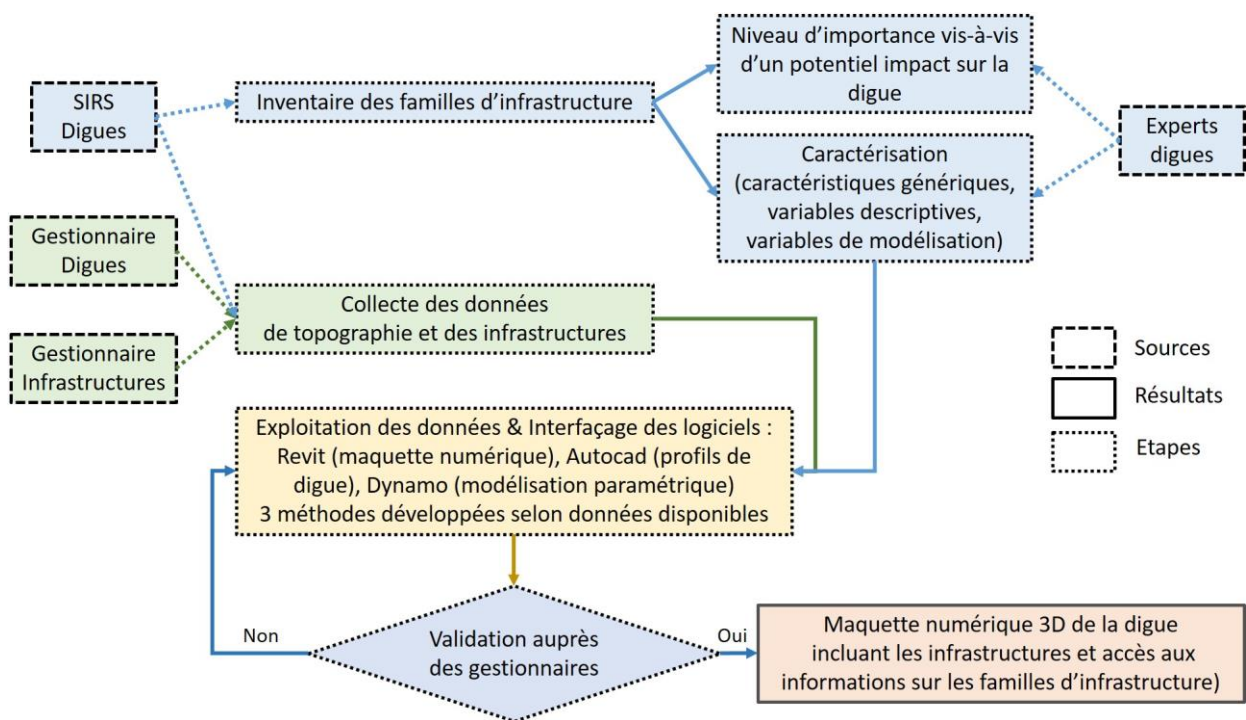 Niveau d'importance vis-à-vis
d'un potentiel impact sur la
digue
SIRS
Digues
Inventaire des familles d'infrastructure
Experts
digues
Caractérisation
(caractéristiques génériques,
variables descriptives,
variables de modélisation)
Gestionnaire
Digues
Collecte des données
de topographie et des infrastructures
Gestionnaire
Infrastructures
Sources
Résultats
Etapes
Exploitation des données & Interfaçage des logiciels :
Revit (maquette numérique), Autocad (profils de
digue), Dynamo (modélisation paramétrique)
3 méthodes développées selon données disponibles
Non
Validation auprès
des gestionnaires
Oui
Maquette numérique 3D de la digue
incluant les infrastructures et accès aux
informations sur les familles d'infrastructure)